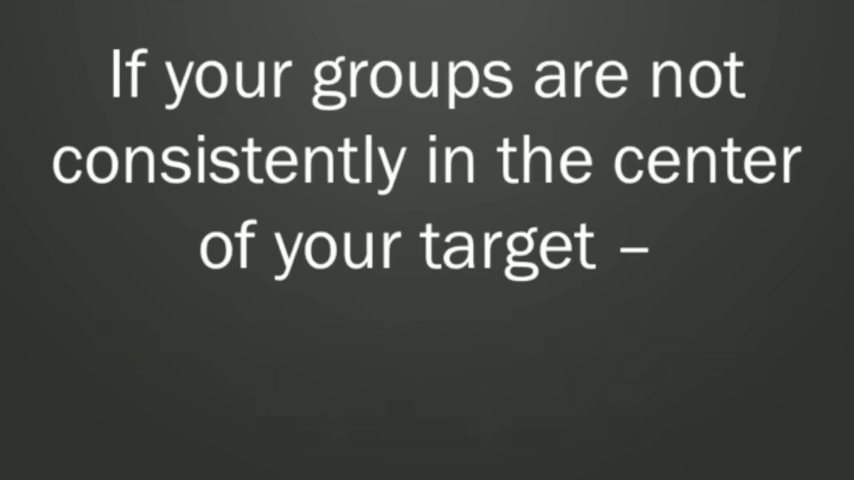 If your groups are not
consistently in the center
of your target –